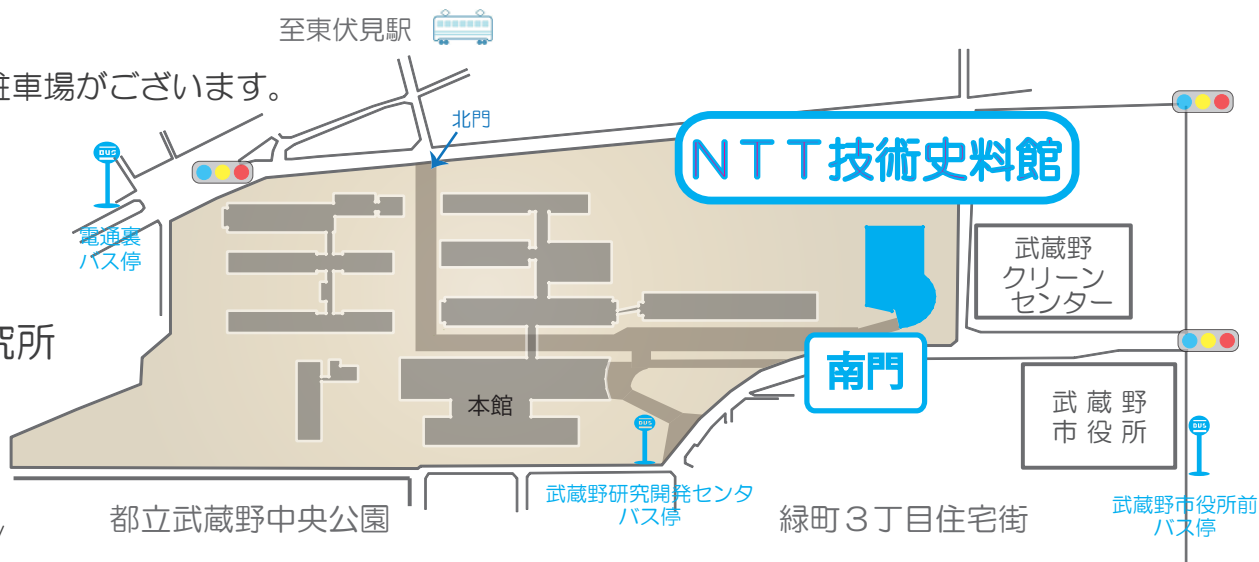 至東伏見駅
駐車場がございます。
北門
BUS
ＮＴＴ技術史料館
電通裏
バス停
武蔵野
クリーン
センター
究所
南門
本館
武蔵野
市役所
BUS
BUS
武蔵野研究開発センタ
バス停
武蔵野市役所前
バス停
都立武蔵野中央公園
緑町３丁目住宅街